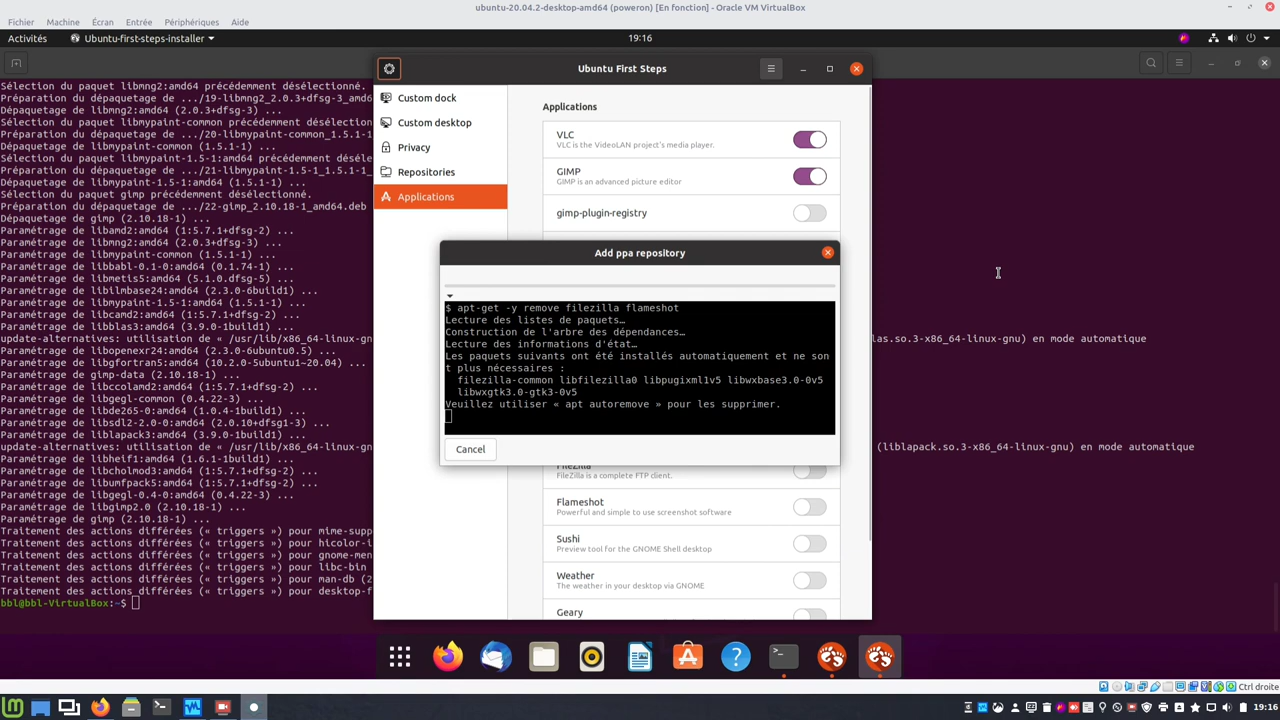 ubuntu-20.04.2-desktop-amd64 (poweron) [En fonction] - Oracle VM VirtualBox
Fichier Machine Écran Entrée Périphériques Aide
Activités Ubuntu-first-steps-installer 19:16
Sélection du paquet libmng2:amd64 précédemment désélectionné.
Préparation du dépaquetage de .../19-libmng2_2.0.3+dfsg-3_amd6
Dépaquetage de libmng2:amd64 (2.0.3+dfsg-3) ...
Sélection du paquet libmypaint-common précédemment désélection
Préparation du dépaquetage de .../20-libmypaint-common_1.5.1-1
Dépaquetage de libmypaint-common (1.5.1-1) ...
Sélection du paquet libmypaint-1.5-1:amd64 précédemment désélé
Préparation du dépaquetage de .../21-libmypaint-1.5-1_1.5.1-1_
Dépaquetage de libmypaint-1.5-1:amd64 (1.5.1-1) ...
Sélection du paquet gimp précédemment désélectionné.
Préparation du dépaquetage de .../22-gimp_2.10.18-1_amd64.deb
Dépaquetage de gimp (2.10.18-1) ...
Paramétrage de libamd2:amd64 (1:5.7.1+dfsg-2) ...
Paramétrage de libmng2:amd64 (2.0.3+dfsg-3) ...
Paramétrage de libmypaint-common (1.5.1-1) ...
Paramétrage de libbabl-0.1-0:amd64 (0.1.74-1) ...
Paramétrage de libmetis5:amd64 (5.1.0.dfsg-5) ...
Paramétrage de libilmbase24:amd64 (2.3.0-6build1) ...
Paramétrage de libmypaint-1.5-1:amd64 (1.5.1-1) ...
Paramétrage de libcamd2:amd64 (1:5.7.1+dfsg-2) ...
Paramétrage de libblas3:amd64 (3.9.0-1build1) ...
update-alternatives: utilisation de « /usr/lib/x86_64-linux-gn las.so.3-x86_64-linux-gnu) en mode automatique
Paramétrage de libopenexr24:amd64 (2.3.0-6ubuntu0.5) ...
Paramétrage de libgfortran5:amd64 (10.2.0-5ubuntu1~20.04) ...
Paramétrage de gimp-data (2.10.18-1) ...
Paramétrage de libccolamd2:amd64 (1:5.7.1+dfsg-2) ...
Paramétrage de libgegl-common (0.4.22-3) ...
Paramétrage de libde265-0:amd64 (1.0.4-1build1) ...
Paramétrage de libsdl2-2.0-0:amd64 (2.0.10+dfsg1-3) ...
Paramétrage de liblapack3:amd64 (3.9.0-1build1) ...
update-alternatives: utilisation de « /usr/lib/x86_64-linux-gn (liblapack.so.3-x86_64-linux-gnu) en mode automatique
Paramétrage de libheif1:amd64 (1.6.1-1build1) ...
Paramétrage de libcholmod3:amd64 (1:5.7.1+dfsg-2) ...
Paramétrage de libumfpack5:amd64 (1:5.7.1+dfsg-2) ...
Paramétrage de libgegl-0.4-0:amd64 (0.4.22-3) ...
Paramétrage de libgimp2.0 (2.10.18-1) ...
Paramétrage de gimp (2.10.18-1) ...
Traitement des actions différées (« triggers ») pour mime-supp
Traitement des actions différées (« triggers ») pour hicolor-i
Traitement des actions différées (« triggers ») pour gnome-men
Traitement des actions différées (« triggers ») pour libc-bin
Traitement des actions différées (« triggers ») pour man-db (2
Traitement des actions différées (« triggers ») pour desktop-f
bbl@bbl-VirtualBox:~$
Ubuntu First Steps
Custom dock
Custom desktop
Privacy
Repositories
Applications
Applications
VLC
VLC is the VideoLAN project's media player.
GIMP
GIMP is an advanced picture editor
gimp-plugin-registry
Add ppa repository
$ apt-get -y remove filezilla flameshot
Lecture des listes de paquets…
Construction de l'arbre des dépendances…
Lecture des informations d'état…
Les paquets suivants ont été installés automatiquement et ne son
t plus nécessaires :
filezilla-common libfilezilla0 libpugixml1v5 libwxbase3.0-0v5
libwxgtk3.0-gtk3-0v5
Veuillez utiliser « apt autoremove » pour les supprimer.
Cancel
FileZilla
FileZilla is a complete FTP client.
Flameshot
Powerful and simple to use screenshot software
Sushi
Preview tool for the GNOME Shell desktop
Weather
The weather in your desktop via GNOME
Geary
Ctrl droite
19:16